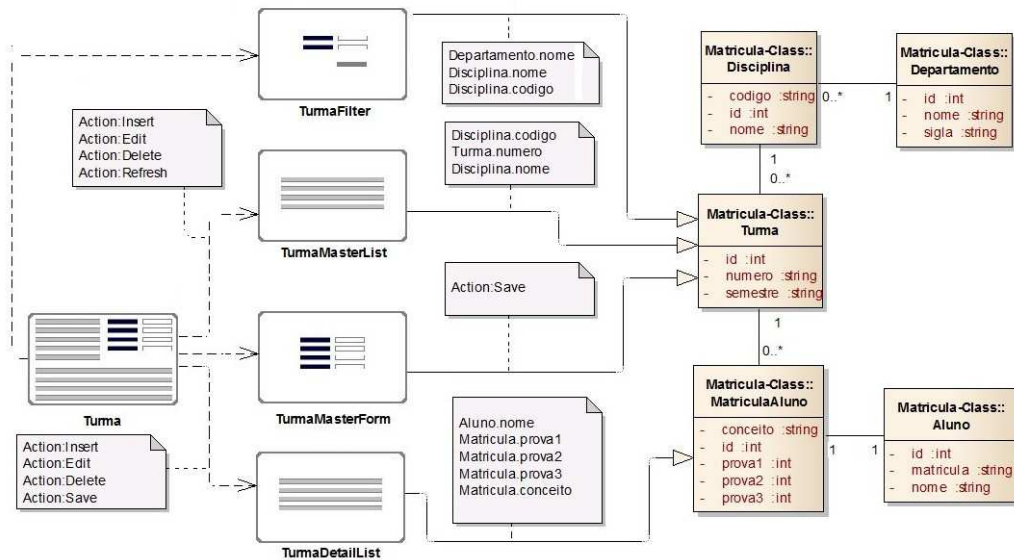 TurmaFilter
Departamento.nome
Disciplina.nome
Disciplina.codigo
Action:Insert
Action:Edit
Action:Delete
Action:Refresh
Disciplina.codigo
Turma.numero
Disciplina.nome
TurmaMasterList
Action:Save
TurmaMasterForm
Turma
Action:Insert
Action:Edit
Action:Delete
Action:Save
Aluno.nome
Matricula.prova1
Matricula.prova2
Matricula.prova3
Matricula.conceito
TurmaDetailList
Matricula-Class::
Disciplina
- codigo :string
- id :int
- nome :string
0..*
1
Matricula-Class::
Departamento
- id :int
- nome :string
- sigla :string
1
0..*
Matricula-Class::
Turma
- id :int
- numero :string
- semestre :string
1
0..*
Matricula-Class::
MatriculaAluno
- conceito :string
- id :int
- prova1 :int
- prova2 :int
- prova3 :int
1
1
Matricula-Class::
Aluno
- id :int
- matricula :string
- nome :string